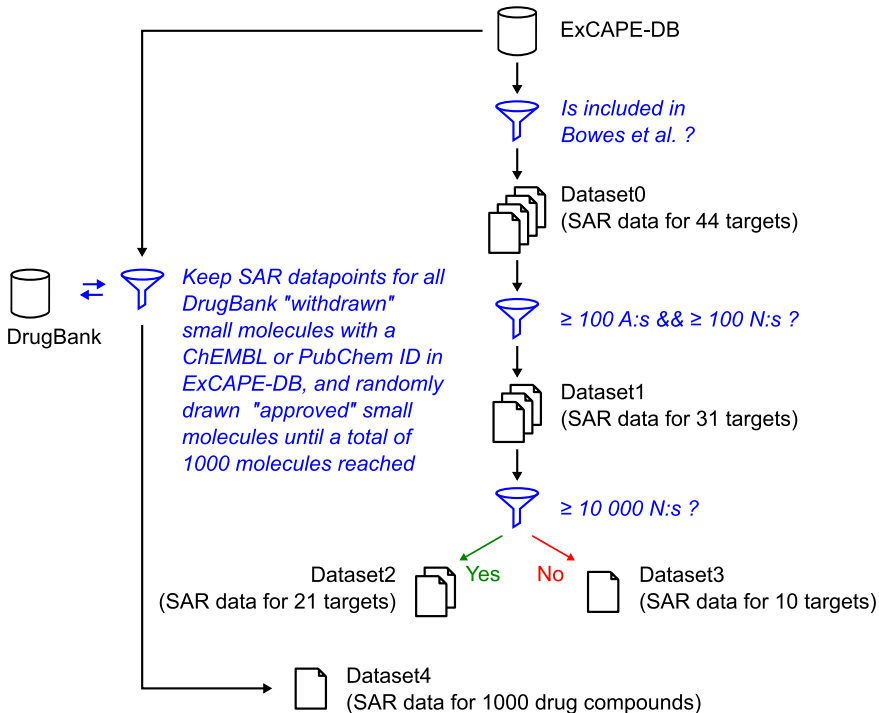 ExCAPE-DB
Is included in
Bowes et al. ?
Dataset0
(SAR data for 44 targets)
DrugBank
Keep SAR datapoints for all
DrugBank "withdrawn"
small molecules with a
ChEMBL or PubChem ID in
ExCAPE-DB, and randomly
drawn "approved" small
molecules until a total of
1000 molecules reached
≥ 100 A:s && ≥ 100 N:s ?
Dataset1
(SAR data for 31 targets)
≥ 10 000 N:s ?
Yes
No
Dataset2
(SAR data for 21 targets)
Dataset3
(SAR data for 10 targets)
Dataset4
(SAR data for 1000 drug compounds)